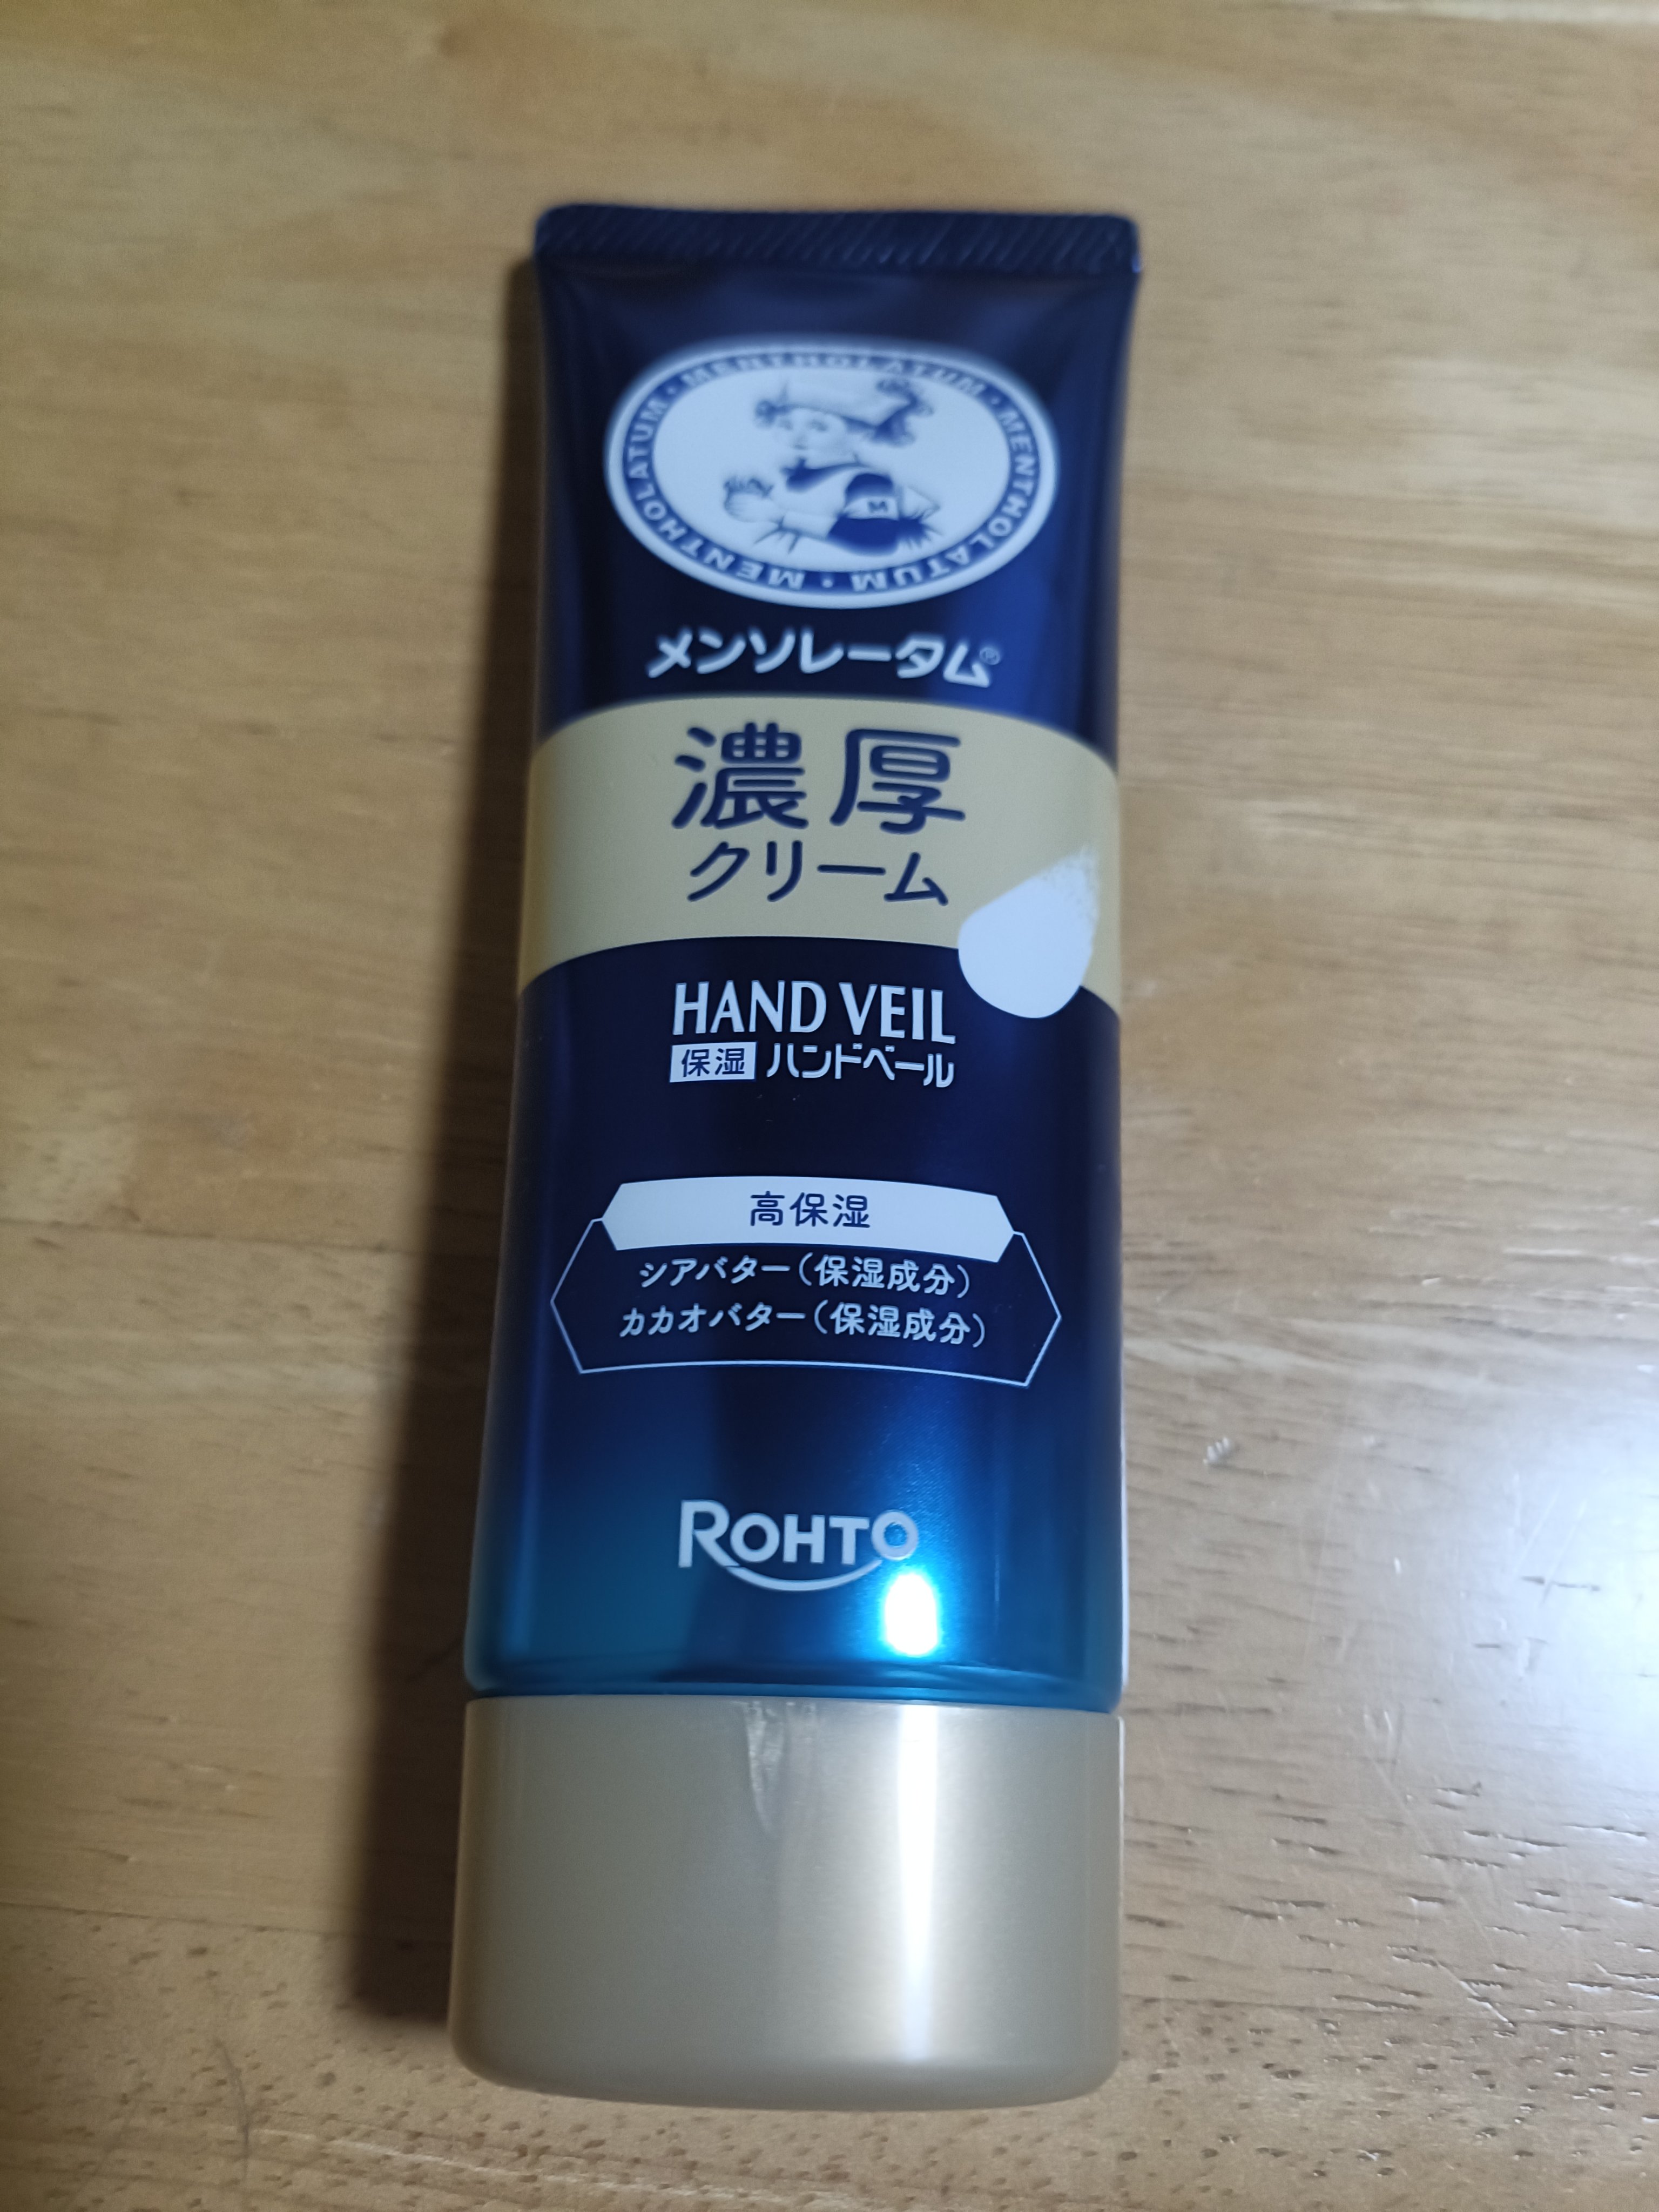 MENTHOLATUM · MENTHOLATUM · MENTHOLATUM ·
M
メンソレータム®
濃厚
クリーム
HAND VEIL
保湿 ハンドベール
高保湿
シアバター(保湿成分)
カカオバター(保湿成分)
ROHTO